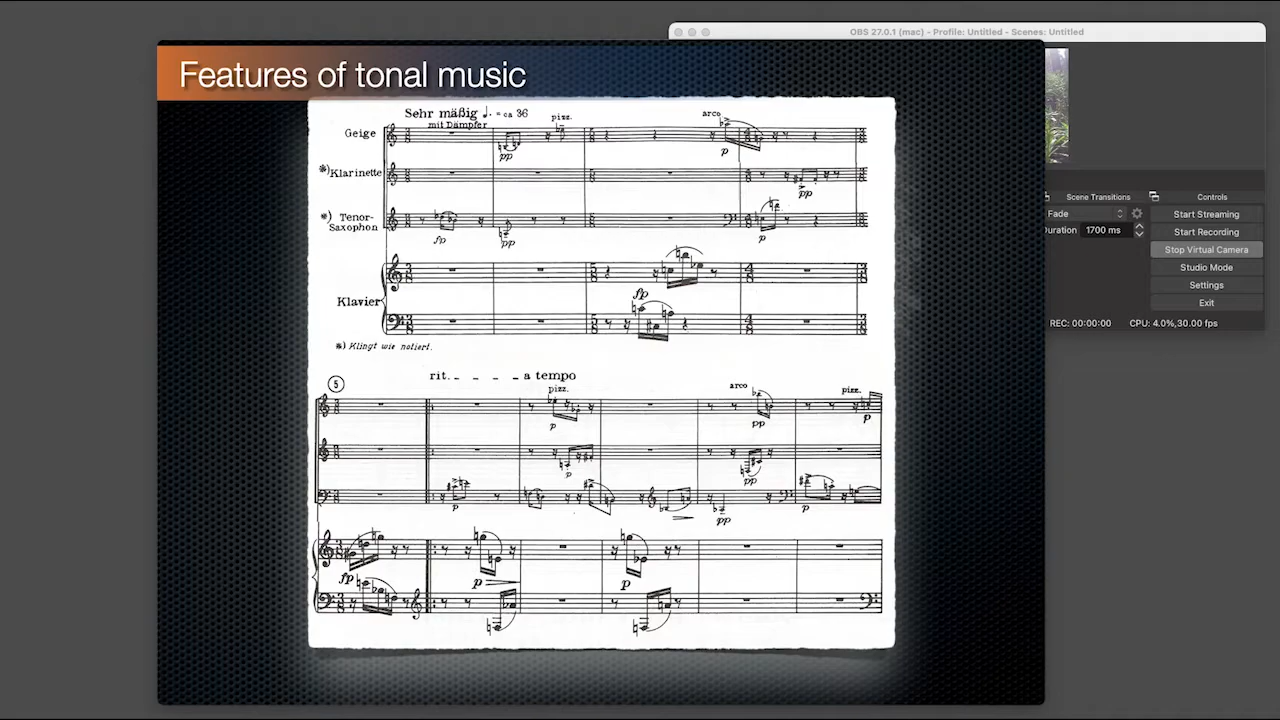 OBS 27.0.1 (mac) - Profile: Untitled - Scenes: Untitled
Features of tonal music
Sehr mäßig ♩. = ca 36
mit Dämpfer
pizz.
arco
Geige
pp
p
*) Klarinette
pp
*) Tenor-
Saxophon
fp
pp
p
Klavier
fp
*) Klingt wie notiert.
5
rit. _ _ _ _ a tempo
pizz.
arco
pizz.
p
pp
p
p
pp
p
pp
p
fp
p
p
Scene Transitions
Controls
Fade
Duration 1700 ms
Start Streaming
Start Recording
Stop Virtual Camera
Studio Mode
Settings
Exit
REC: 00:00:00
CPU: 4.0%,30.00 fps